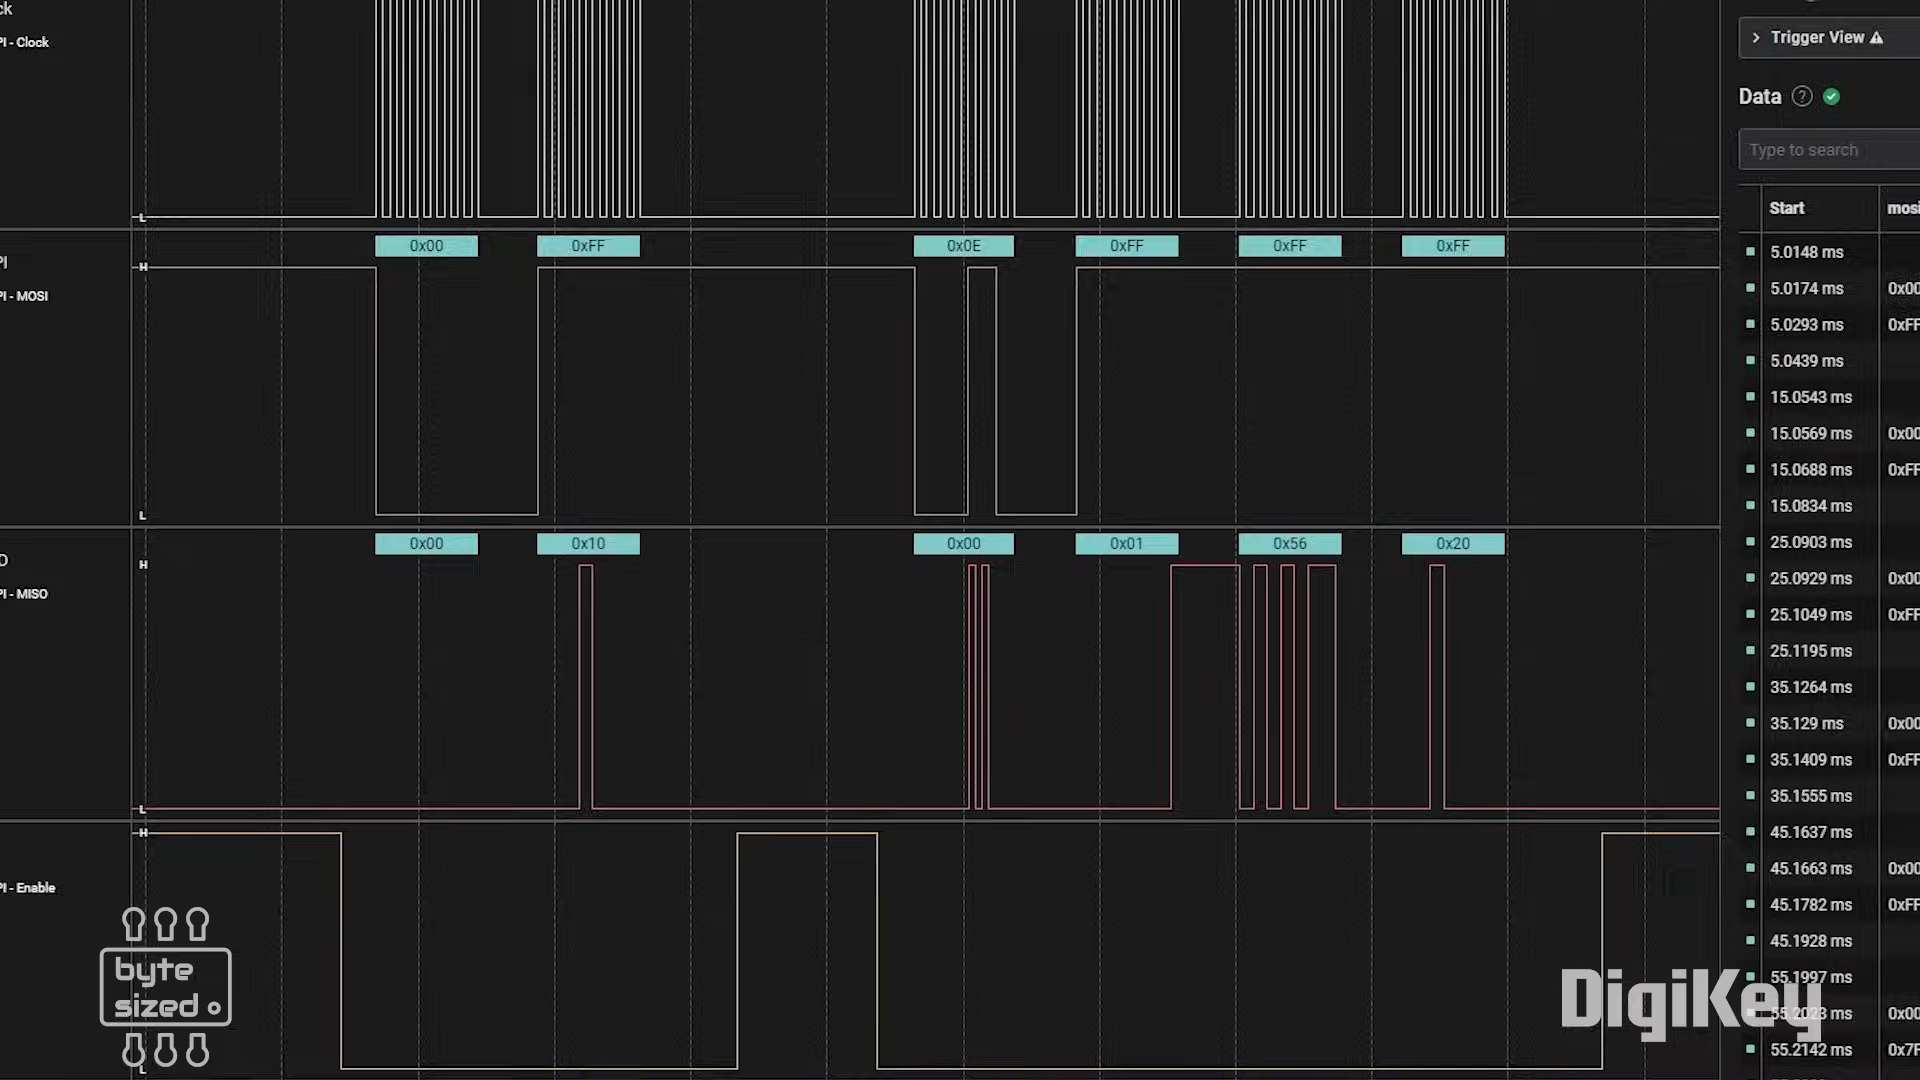 ck
PI - Clock
L
0x00 0xFF 0x0E 0xFF 0xFF 0xFF
PI
H
PI - MOSI
L
0x00 0x10 0x00 0x01 0x56 0x20
O
H
PI - MISO
L
H
PI - Enable
L
byte
sized
DigiKey
Trigger View
Data ?
Type to search
Start mosi
5.0148 ms
5.0174 ms 0x00
5.0293 ms 0xFF
5.0439 ms
15.0543 ms
15.0569 ms 0x00
15.0688 ms 0xFF
15.0834 ms
25.0903 ms
25.0929 ms 0x00
25.1049 ms 0xFF
25.1195 ms
35.1264 ms
35.129 ms 0x00
35.1409 ms 0xFF
35.1555 ms
45.1637 ms
45.1663 ms 0x00
45.1782 ms 0xFF
45.1928 ms
55.1997 ms
55.2023 ms 0x00
55.2142 ms 0x7F